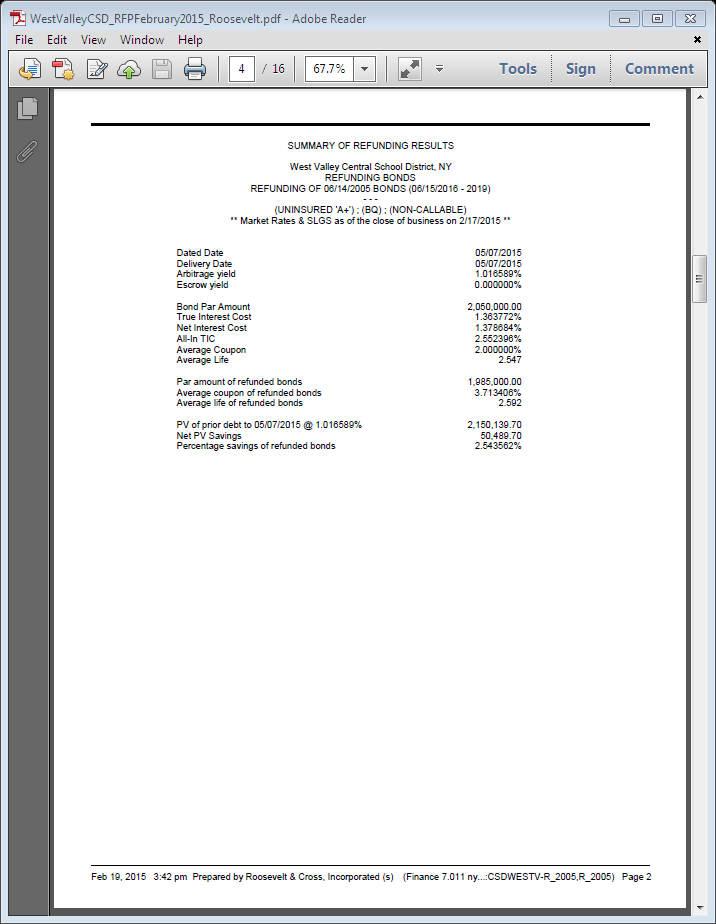 WestValleyCSD_RFPFebruary2015_Roosevelt.pdf - Adobe Reader
File Edit View Window Help
4 / 16 67.7% Tools Sign Comment
SUMMARY OF REFUNDING RESULTS
West Valley Central School District, NY
REFUNDING BONDS
REFUNDING OF 06/14/2005 BONDS (06/15/2016 - 2019)
- - -
(UNINSURED 'A+') ; (BQ) ; (NON-CALLABLE)
** Market Rates & SLGS as of the close of business on 2/17/2015 **
Dated Date 05/07/2015
Delivery Date 05/07/2015
Arbitrage yield 1.016589%
Escrow yield 0.000000%
Bond Par Amount 2,050,000.00
True Interest Cost 1.363772%
Net Interest Cost 1.378684%
All-In TIC 2.552396%
Average Coupon 2.000000%
Average Life 2.547
Par amount of refunded bonds 1,985,000.00
Average coupon of refunded bonds 3.713406%
Average life of refunded bonds 2.592
PV of prior debt to 05/07/2015 @ 1.016589% 2,150,139.70
Net PV Savings 50,489.70
Percentage savings of refunded bonds 2.543562%
Feb 19, 2015 3:42 pm Prepared by Roosevelt & Cross, Incorporated (s) (Finance 7.011 ny...:CSDWESTV-R_2005,R_2005) Page 2